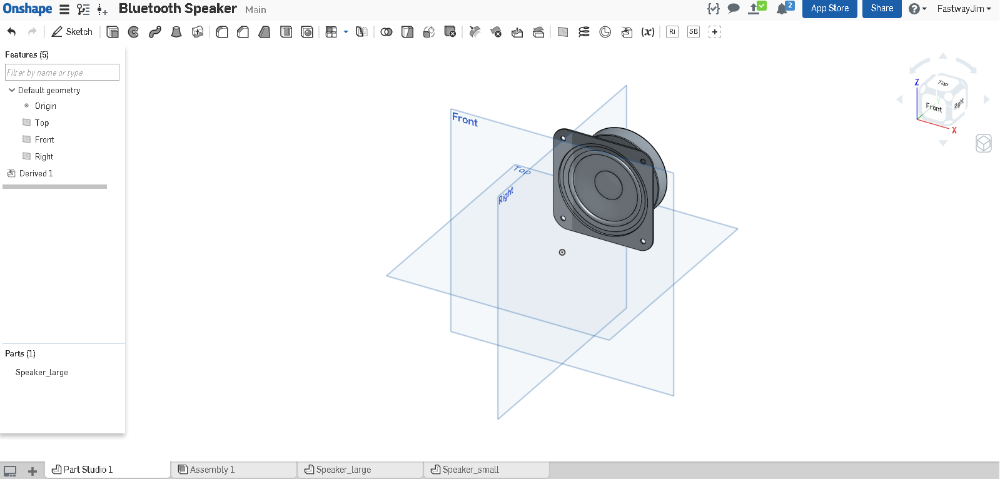 Onshape Bluetooth Speaker Main 2 App Store Share FastwayJim
Sketch (x) Ri SB
Features (5)
Filter by name or type
Default geometry
Origin
Top
Front
Right
Derived 1
Parts (1)
Speaker_large
Front
Top
Right
Z
Top
Y
Front
Right
X
Part Studio 1 Assembly 1 Speaker_large Speaker_small